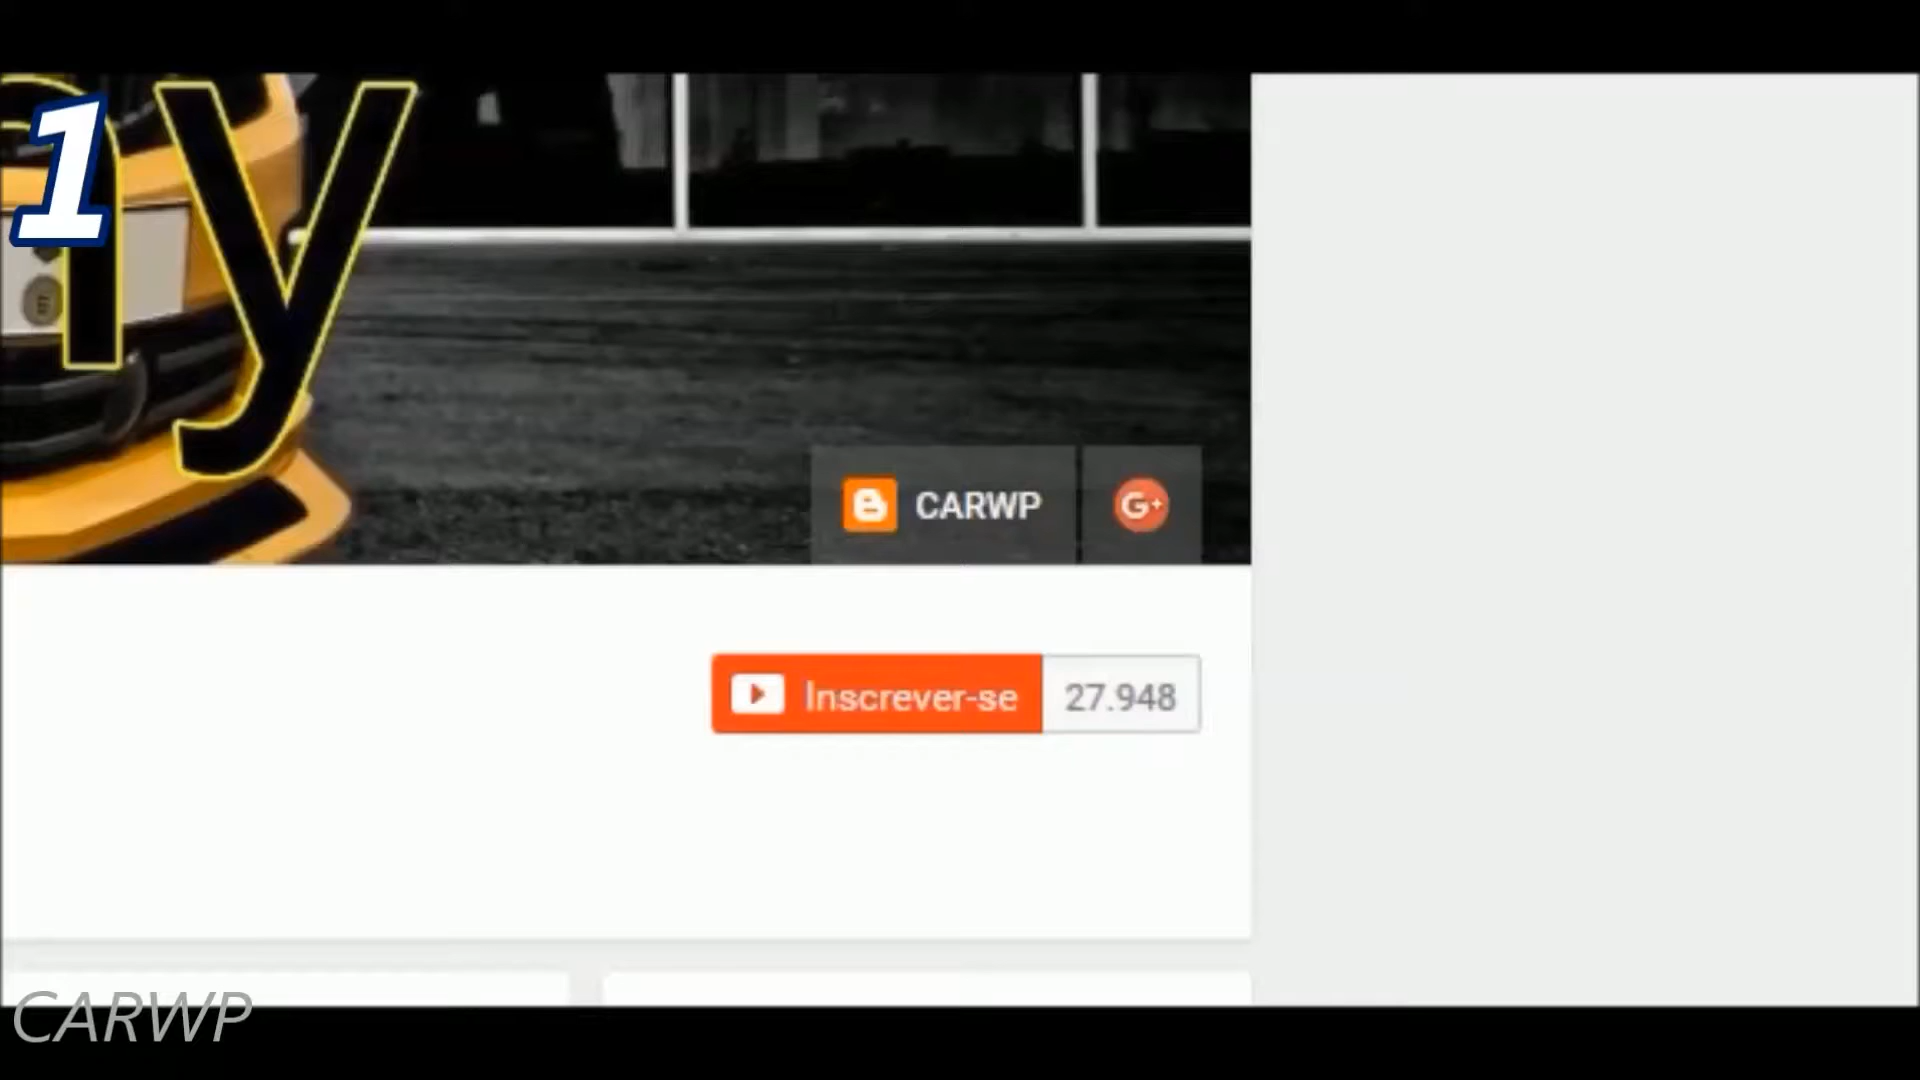 1
y
CARWP
G+
Inscrever-se 27.948
CARWP